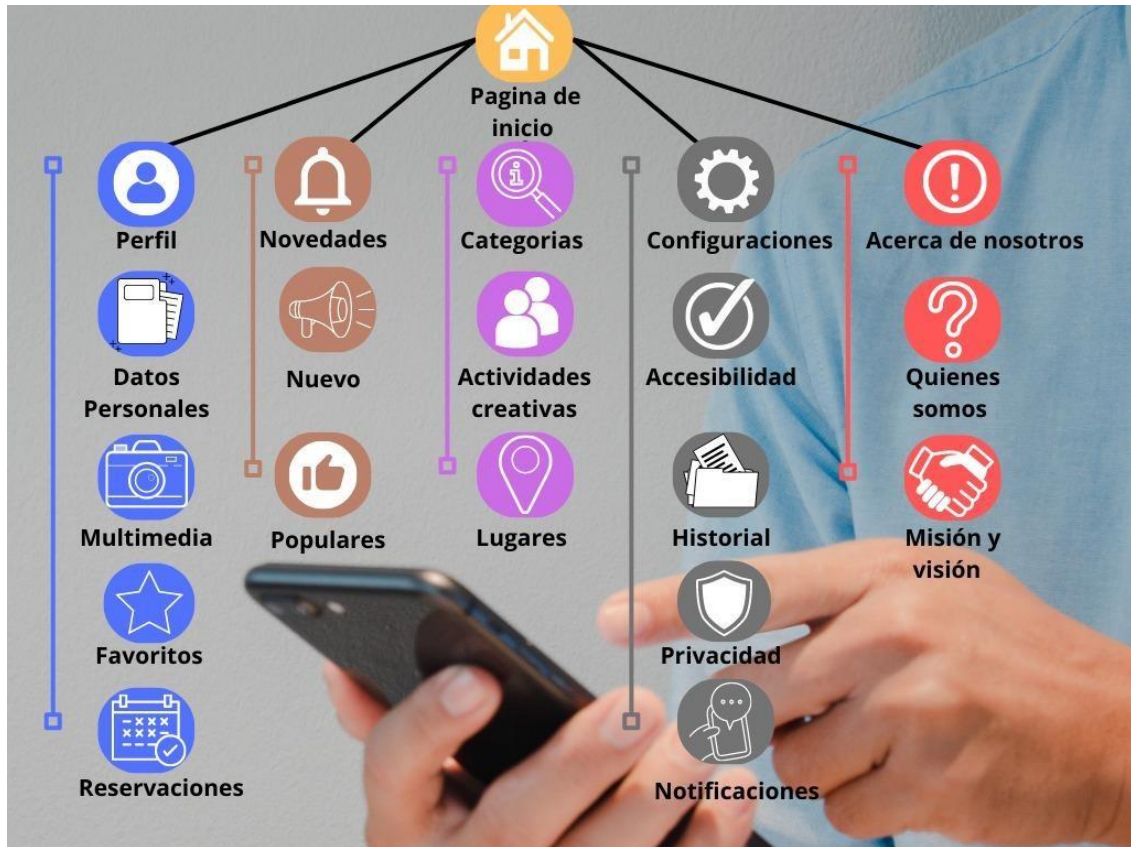 Pagina de
inicio
Perfil
Novedades
Categorias
Configuraciones
Acerca de nosotros
Datos
Personales
Nuevo
Actividades
creativas
Accesibilidad
Quienes
somos
Multimedia
Populares
Lugares
Historial
Misión y
visión
Favoritos
Privacidad
Reservaciones
Notificaciones